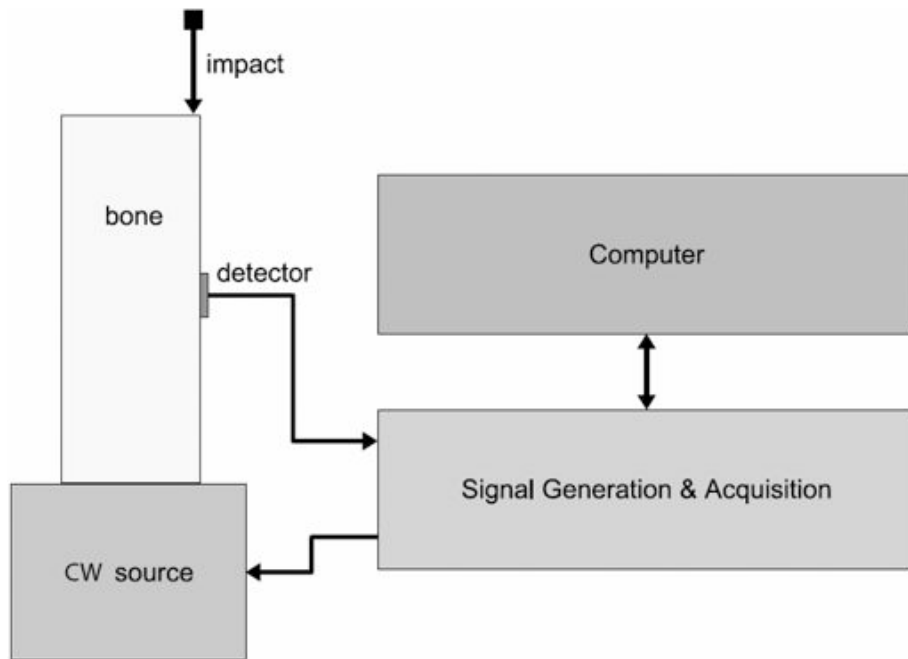 impact
bone
detector
Computer
Signal Generation & Acquisition
CW source